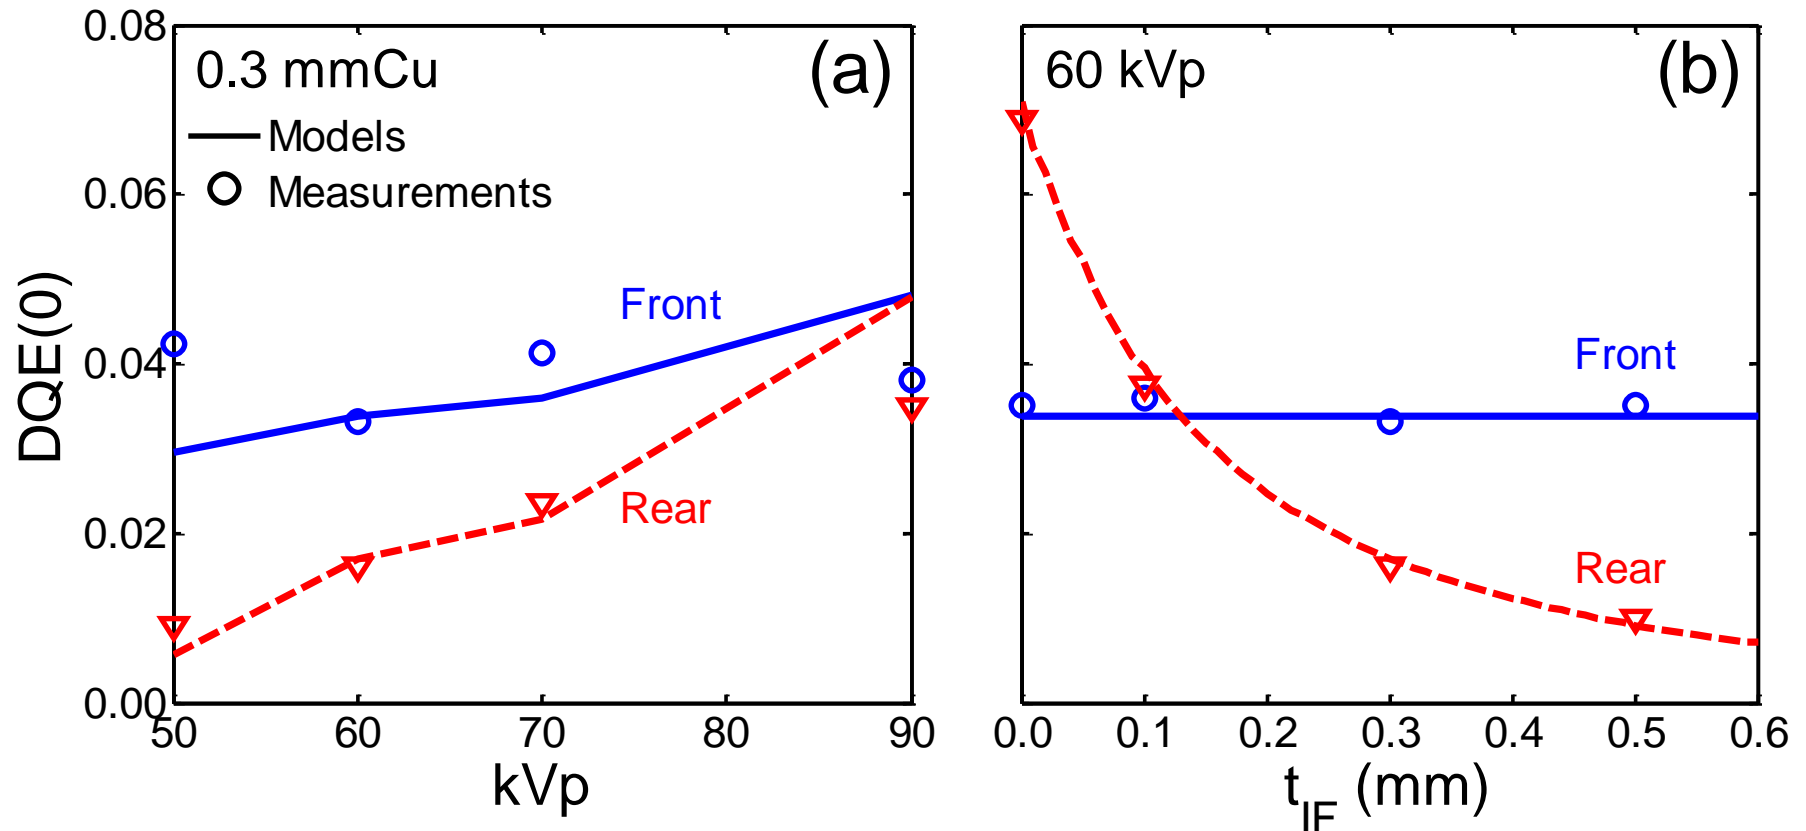 0.08
0.06
0.04
0.02
0.00
DQE(0)
0.3 mmCu
(a)
Models
Measurements
Front
Rear
50 60 70 80 90
kVp
60 kVp
(b)
Front
Rear
0.0 0.1 0.2 0.3 0.4 0.5 0.6
t_IF (mm)